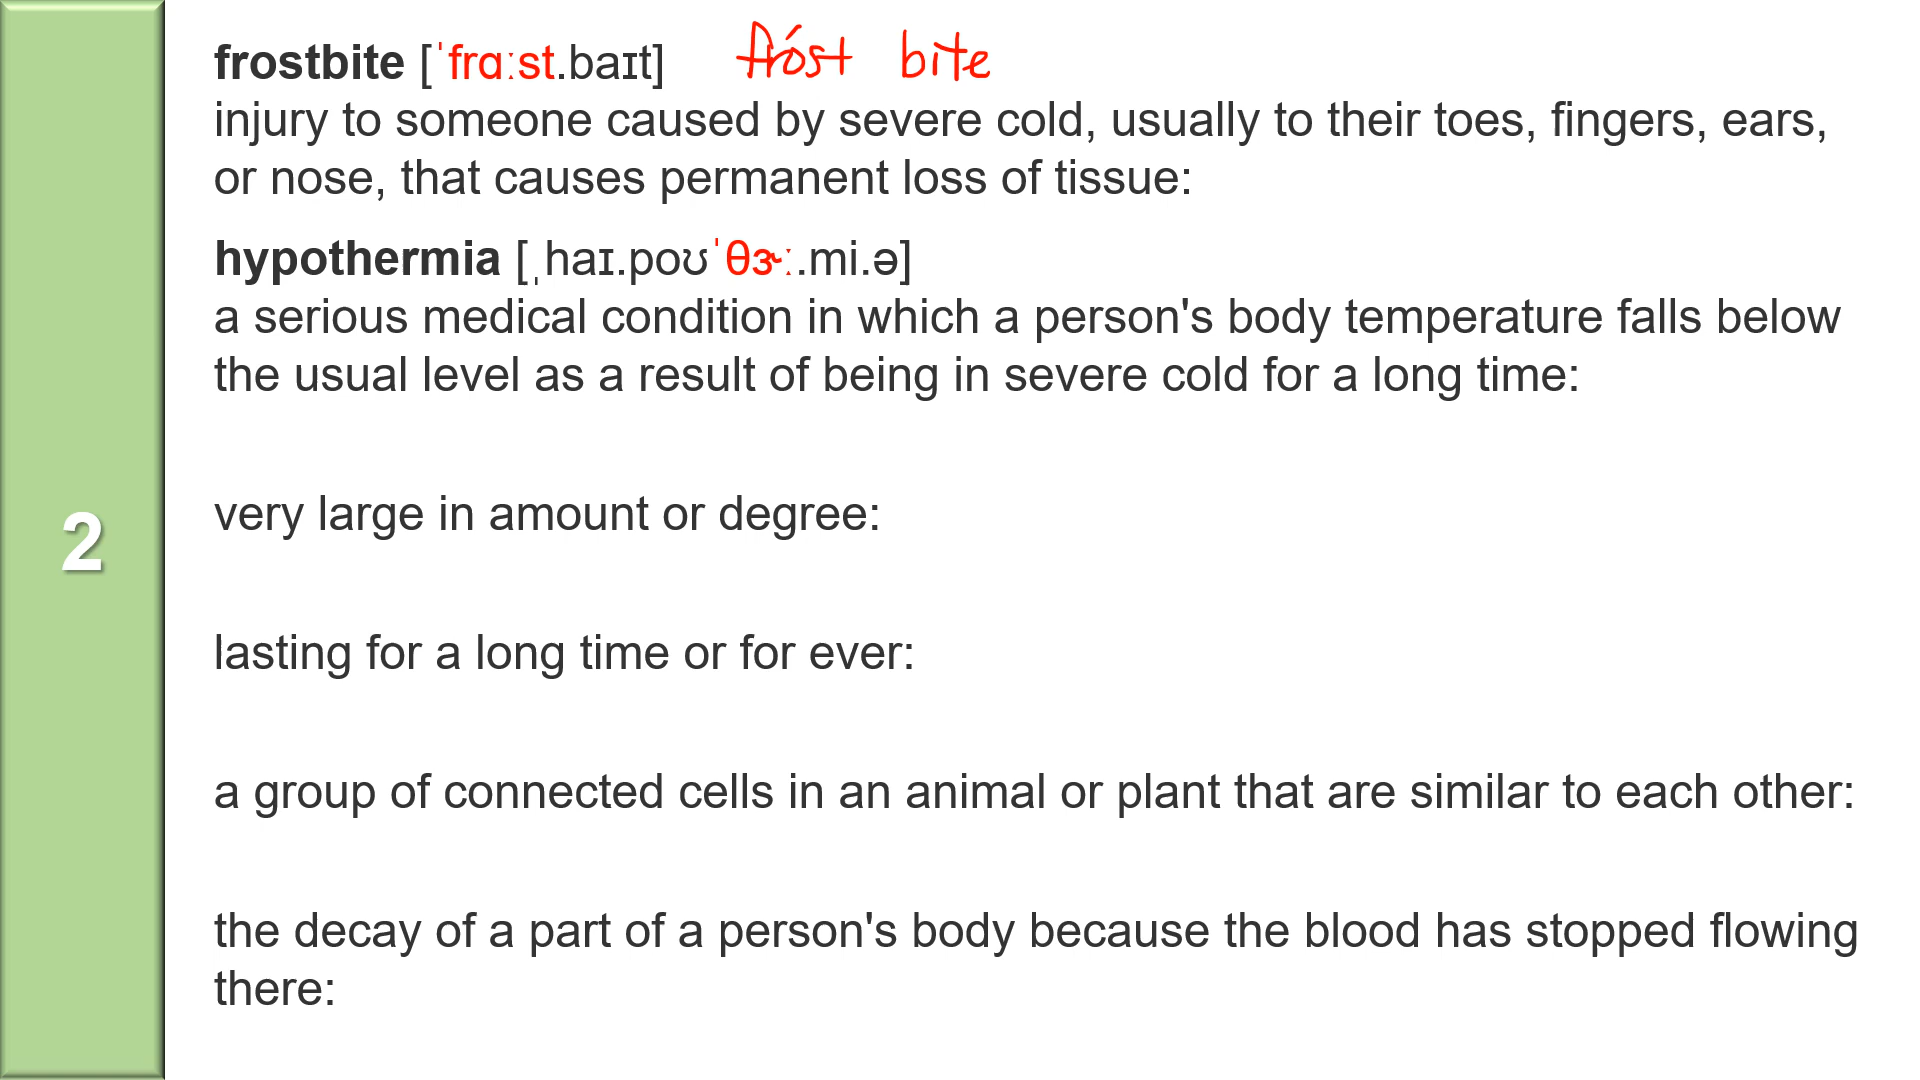 frostbite [ˈfrɑːst.baɪt] fróst bite
injury to someone caused by severe cold, usually to their toes, fingers, ears,
or nose, that causes permanent loss of tissue:
hypothermia [ˌhaɪ.poʊˈθɝː.mi.ə]
a serious medical condition in which a person's body temperature falls below
the usual level as a result of being in severe cold for a long time:
very large in amount or degree:
2
lasting for a long time or for ever:
a group of connected cells in an animal or plant that are similar to each other:
the decay of a part of a person's body because the blood has stopped flowing
there: